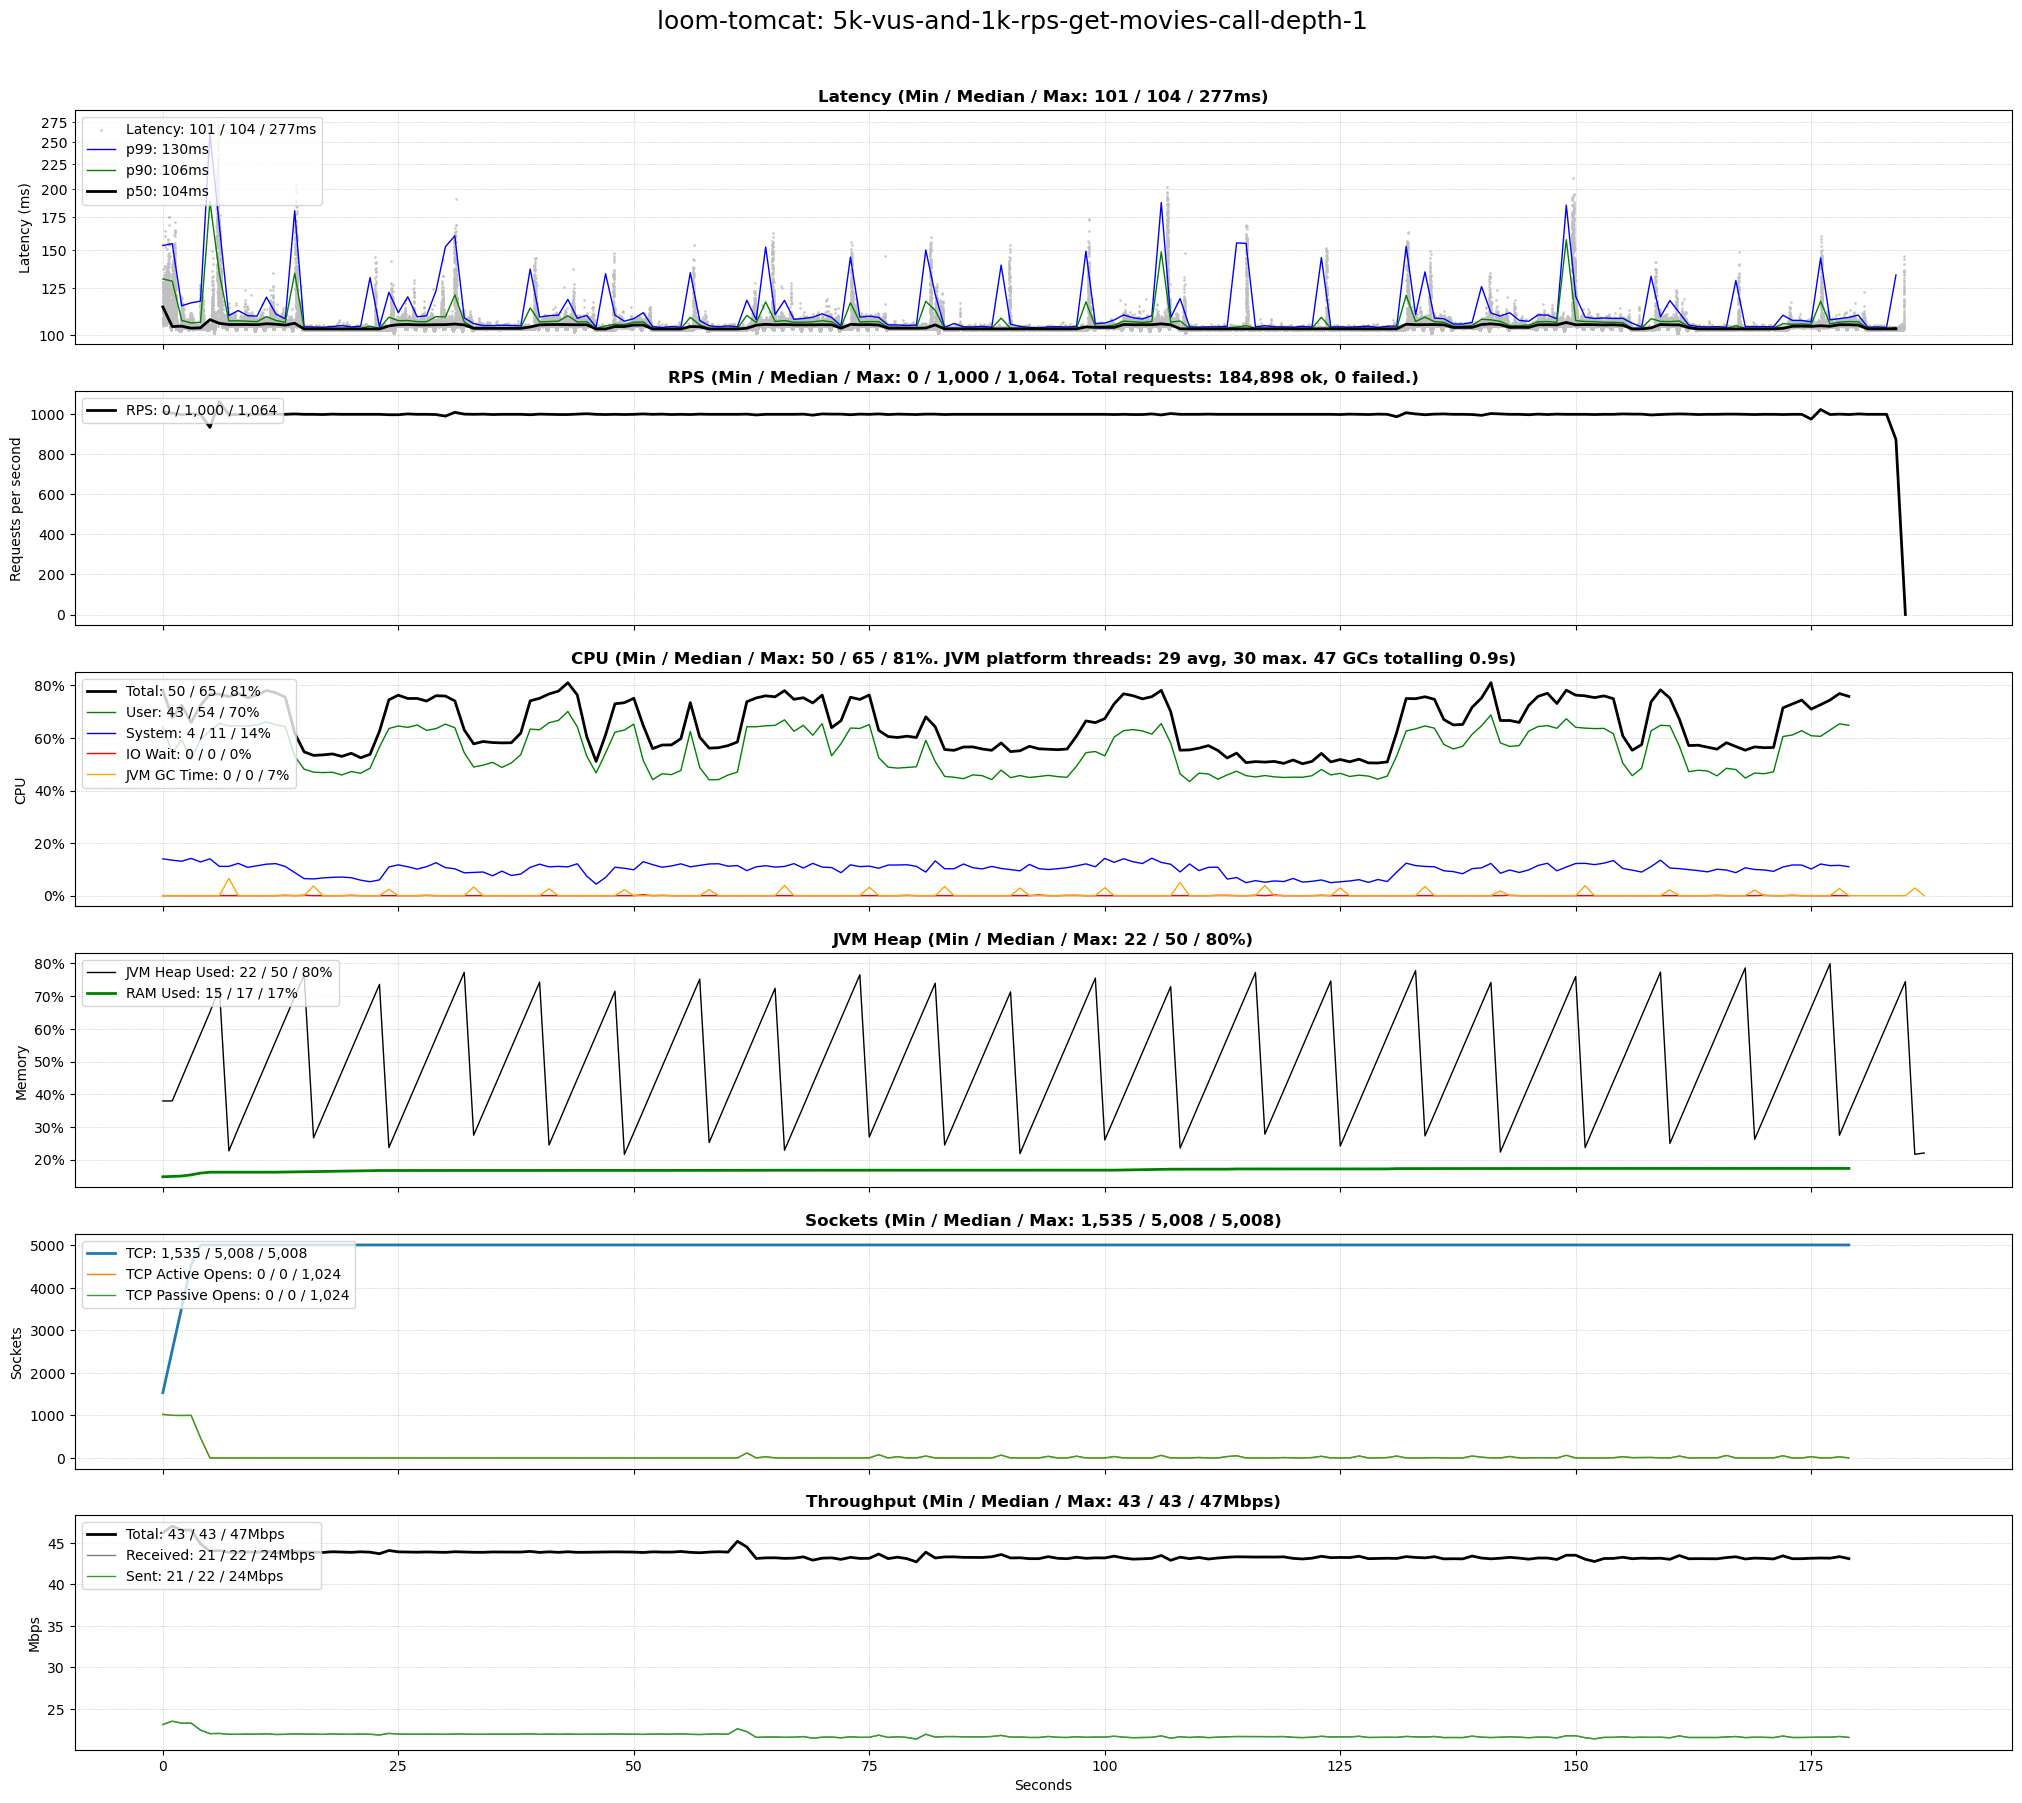 loom-tomcat: 5k-vus-and-1k-rps-get-movies-call-depth-1
Latency (Min / Median / Max: 101 / 104 / 277ms)
Latency (ms)
275
250
225
200
175
150
125
100
Latency: 101 / 104 / 277ms
p99: 130ms
p90: 106ms
p50: 104ms
RPS (Min / Median / Max: 0 / 1,000 / 1,064. Total requests: 184,898 ok, 0 failed.)
Requests per second
1000
800
600
400
200
0
RPS: 0 / 1,000 / 1,064
CPU (Min / Median / Max: 50 / 65 / 81%. JVM platform threads: 29 avg, 30 max. 47 GCs totalling 0.9s)
CPU
80%
60%
40%
20%
0%
Total: 50 / 65 / 81%
User: 43 / 54 / 70%
System: 4 / 11 / 14%
IO Wait: 0 / 0 / 0%
JVM GC Time: 0 / 0 / 7%
JVM Heap (Min / Median / Max: 22 / 50 / 80%)
Memory
80%
70%
60%
50%
40%
30%
20%
JVM Heap Used: 22 / 50 / 80%
RAM Used: 15 / 17 / 17%
Sockets (Min / Median / Max: 1,535 / 5,008 / 5,008)
Sockets
5000
4000
3000
2000
1000
0
TCP: 1,535 / 5,008 / 5,008
TCP Active Opens: 0 / 0 / 1,024
TCP Passive Opens: 0 / 0 / 1,024
Throughput (Min / Median / Max: 43 / 43 / 47Mbps)
Mbps
45
40
35
30
25
Total: 43 / 43 / 47Mbps
Received: 21 / 22 / 24Mbps
Sent: 21 / 22 / 24Mbps
0 25 50 75 100 125 150 175
Seconds